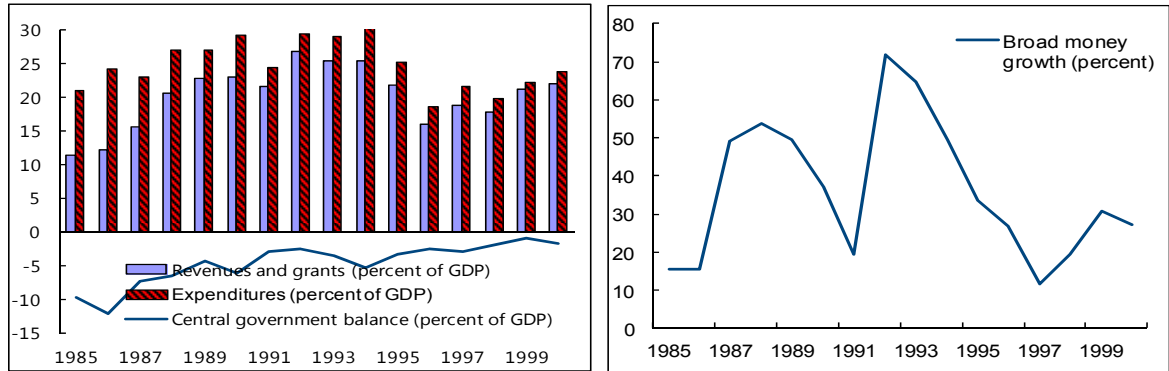 30
25
20
15
10
5
0
-5
-10
-15
Revenues and grants (percent of GDP)
Expenditures (percent of GDP)
Central government balance (percent of GDP)
1985 1987 1989 1991 1993 1995 1997 1999
80
70
60
50
40
30
20
10
0
Broad money
growth (percent)
1985 1987 1989 1991 1993 1995 1997 1999